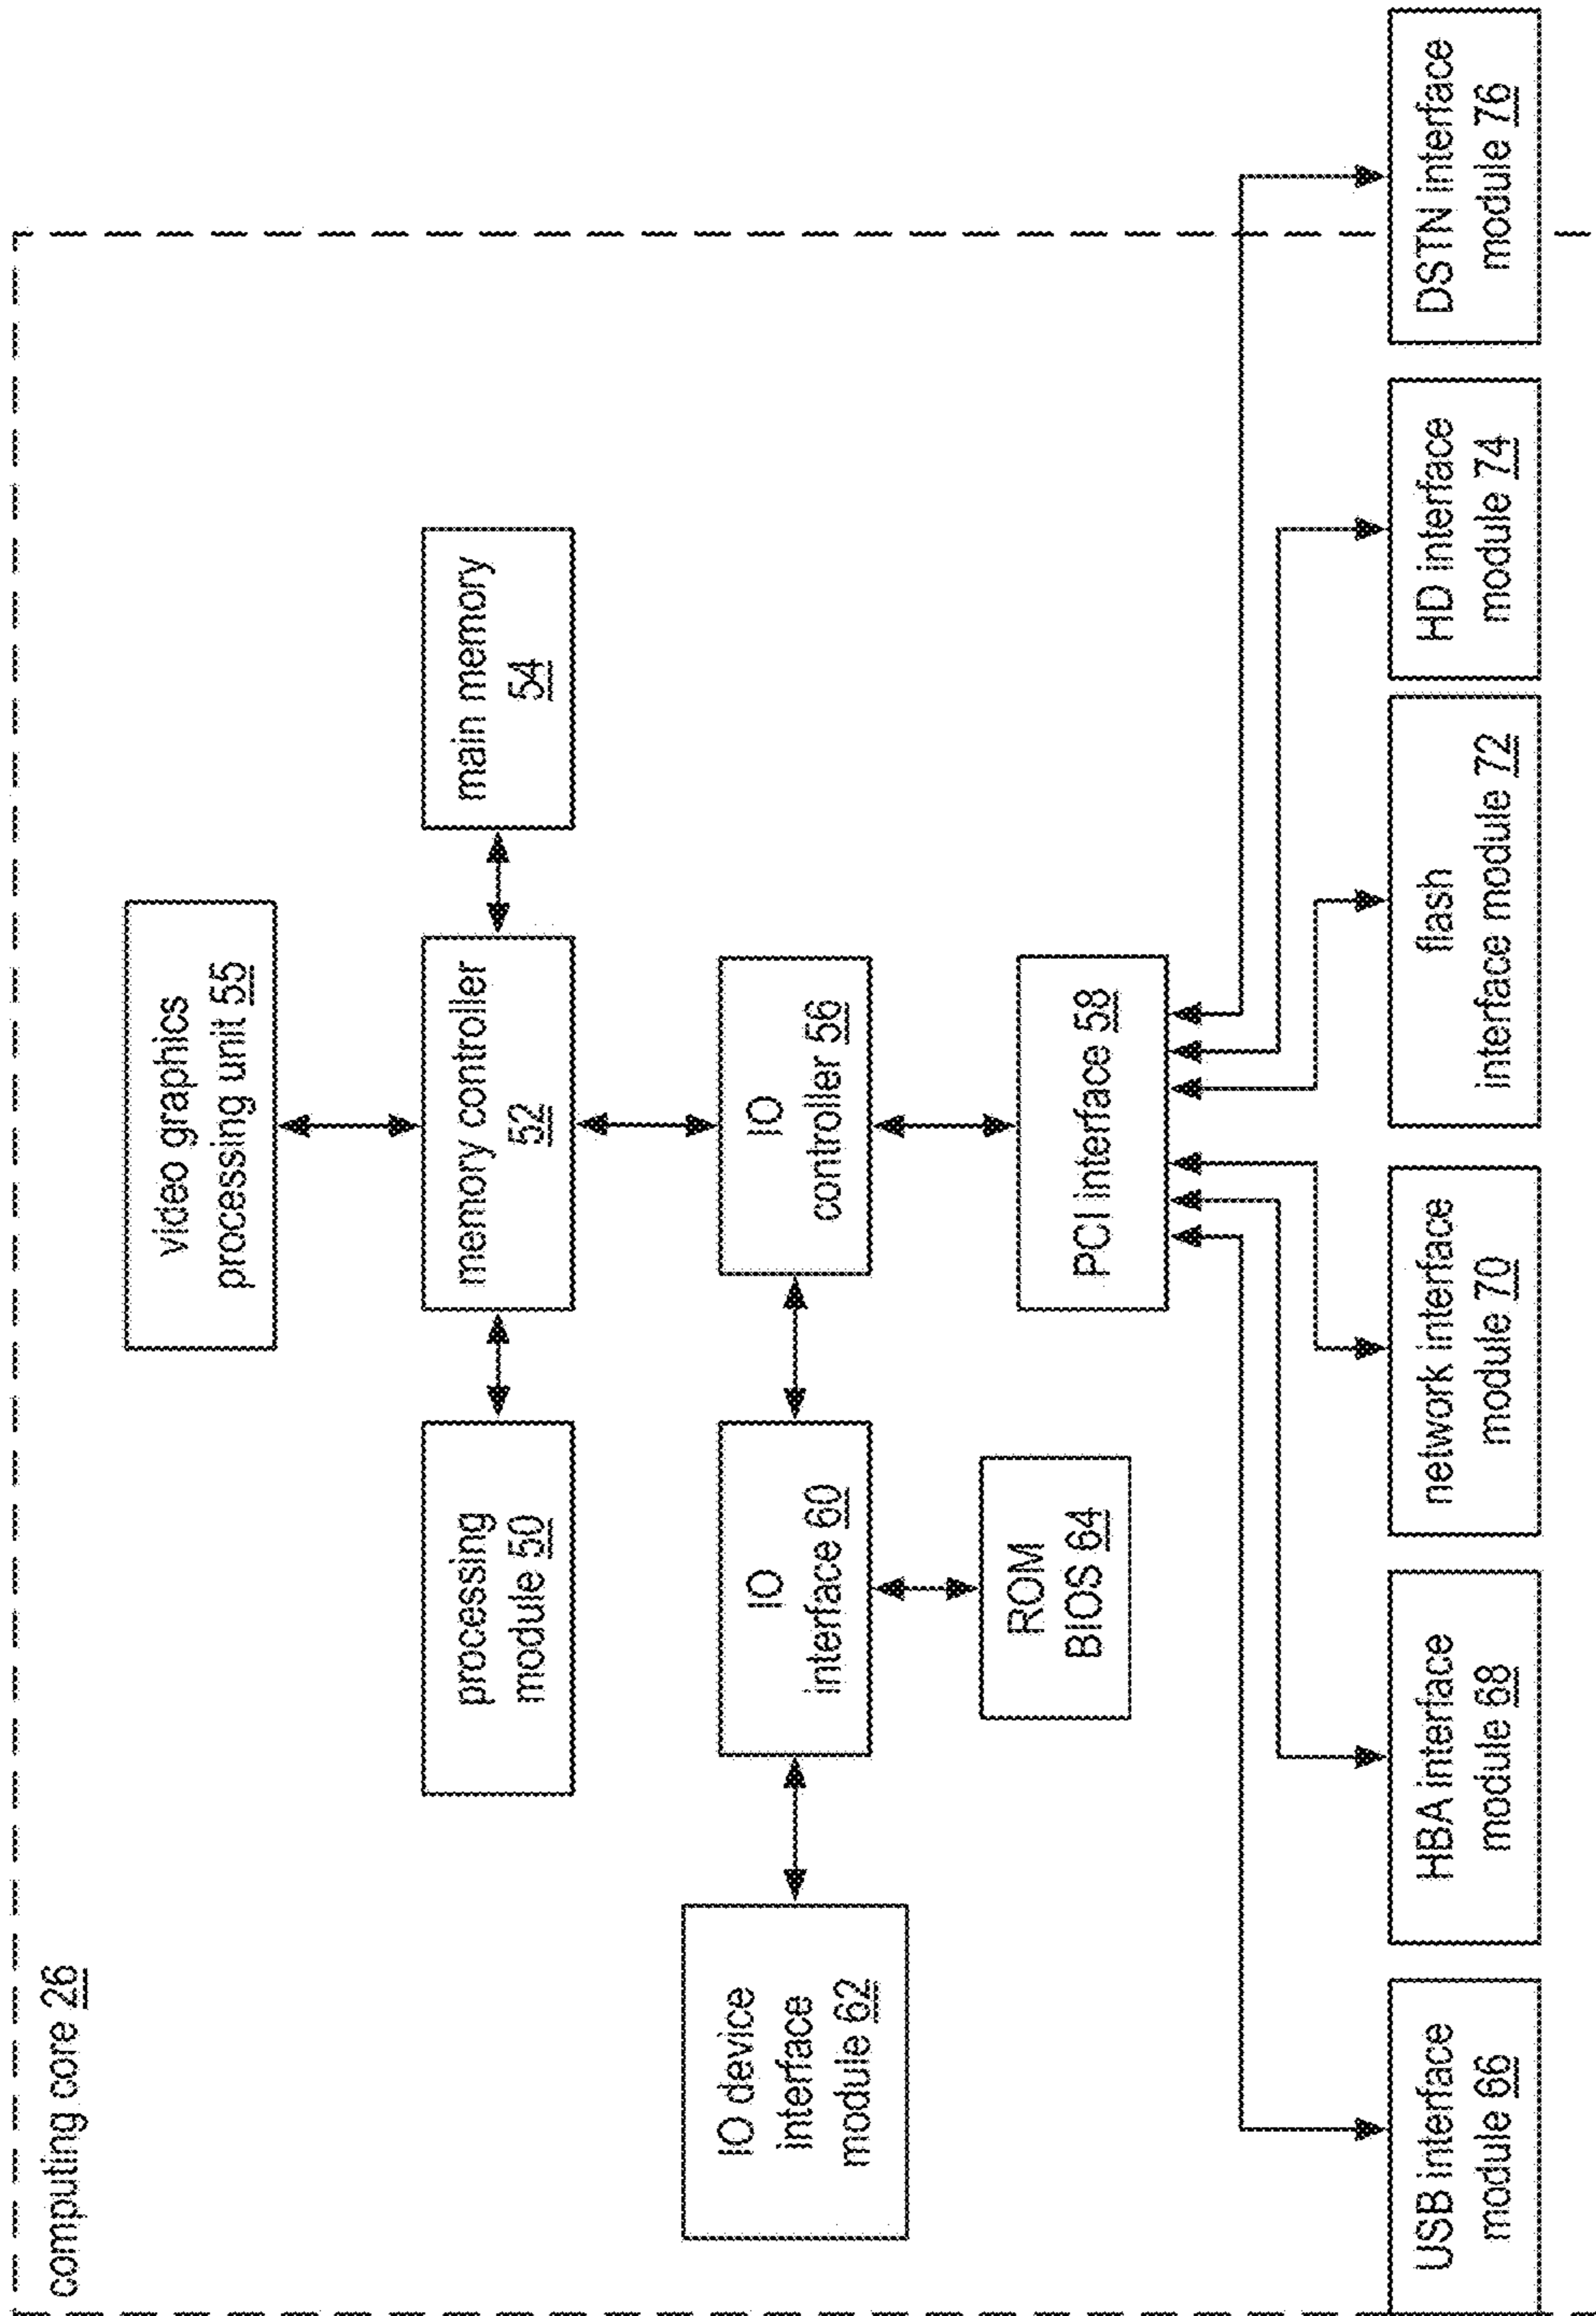 computing core 26
video graphics
processing unit 55
processing
module 50
memory controller
52
main memory
54
IO device
interface
module 62
IO
interface 60
IO
controller 56
ROM
BIOS 64
PCI interface 58
USB interface
module 66
HBA interface
module 68
network interface
module 70
flash
interface module 72
HD interface
module 74
DSTN interface
module 76